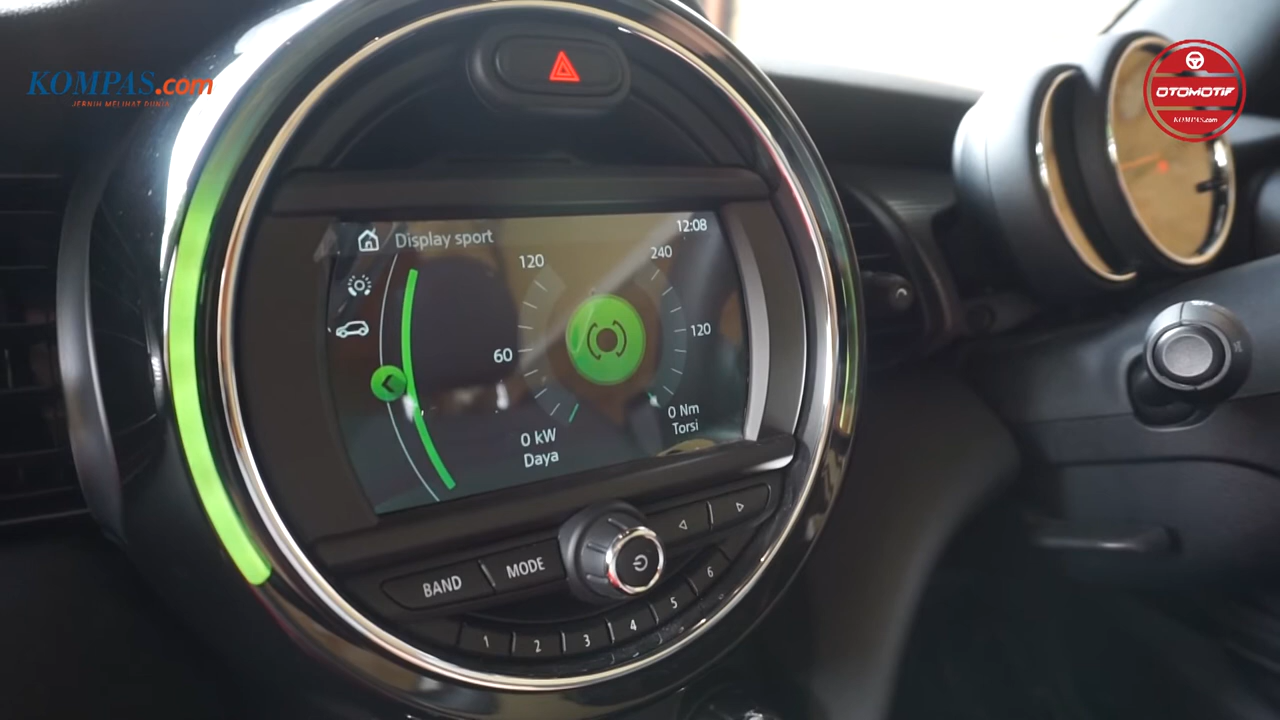 KOMPAS.com
JERNIH MELIHAT DUNIA
OTOMOTIF
KOMPAS.com
Display sport
12:08
120
240
60
120
0 kW
Daya
0 Nm
Torsi
BAND
MODE
1
2
3
4
5
6